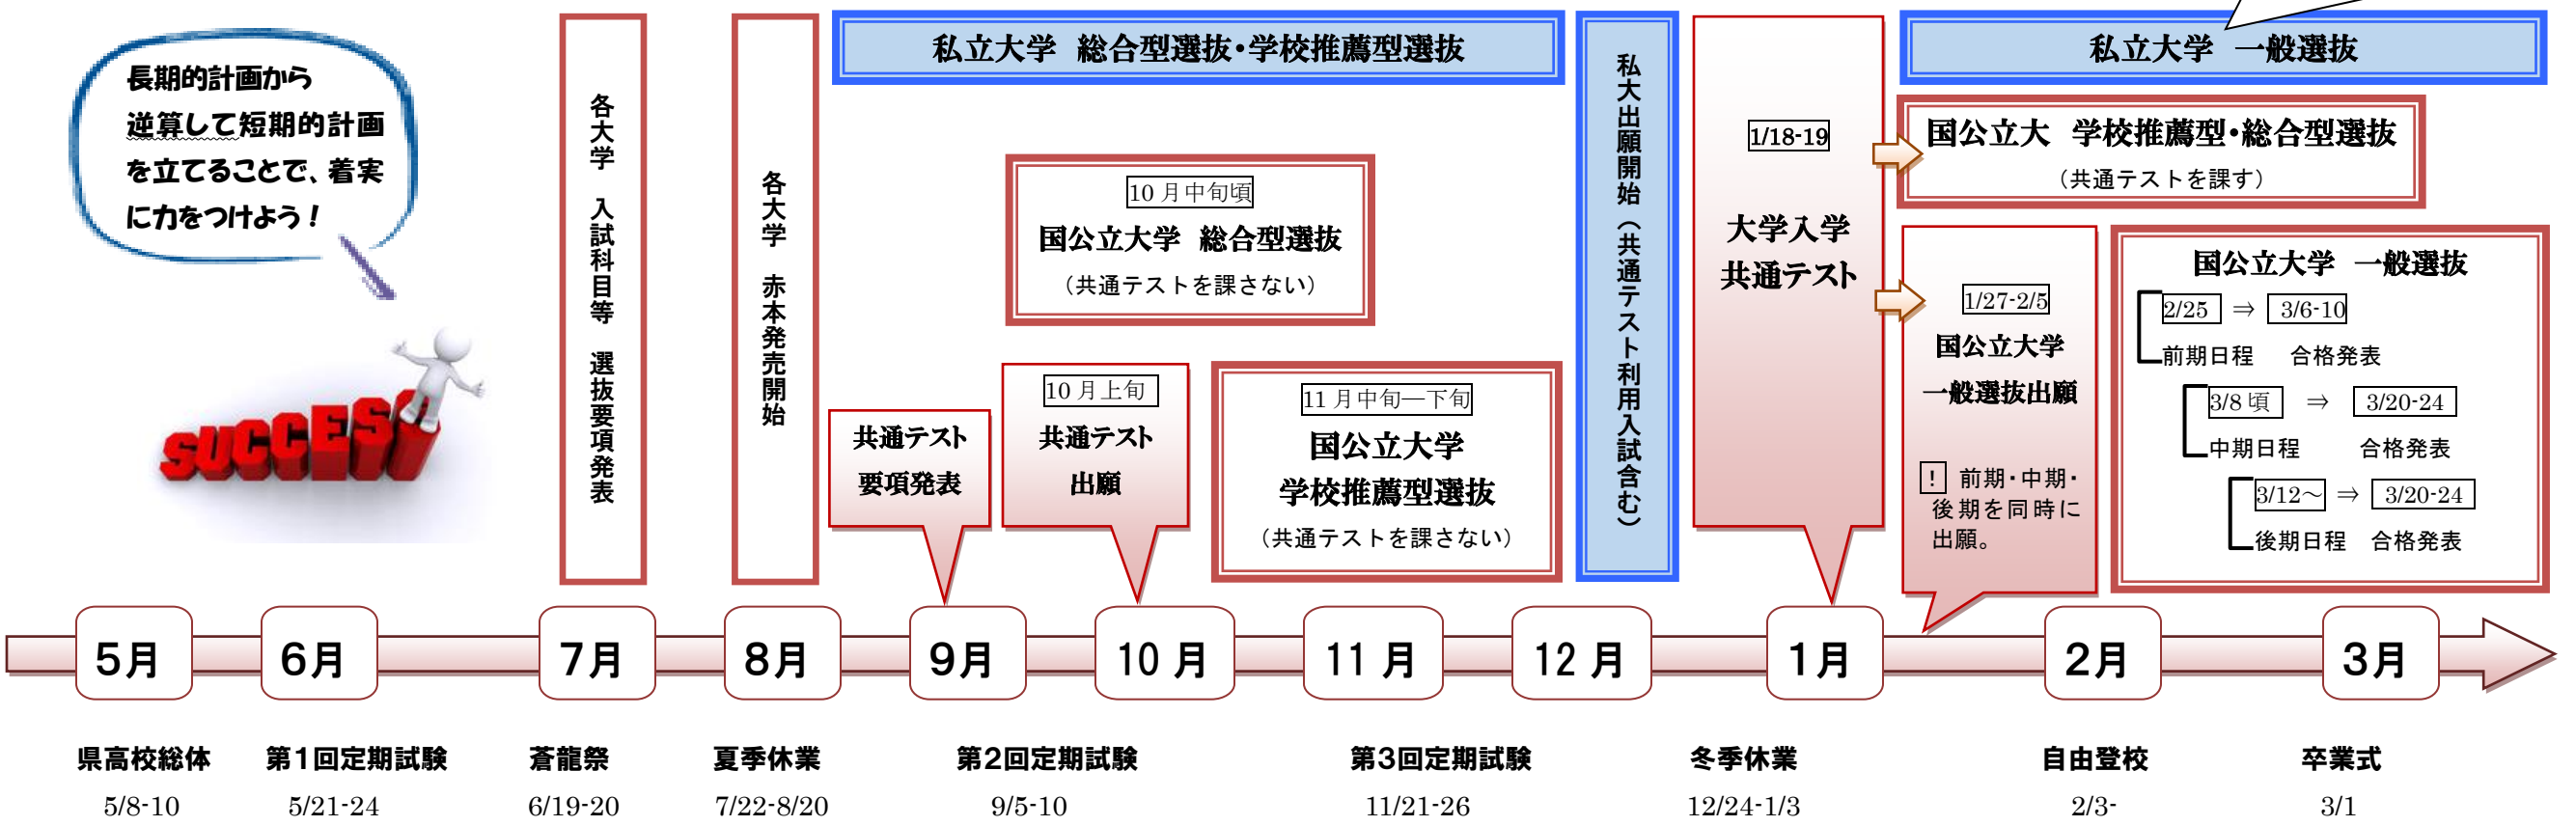 長期的計画から
逆算して短期的計画
を立てることで、着実
に力をつけよう！
SUCCESS
各大学　入試科目等　選抜要項発表
各大学　赤本発売開始
私立大学　総合型選抜・学校推薦型選抜
10月中旬頃
国公立大学　総合型選抜
（共通テストを課さない）
共通テスト
要項発表
10月上旬
共通テスト
出願
11月中旬―下旬
国公立大学
学校推薦型選抜
（共通テストを課さない）
私大出願開始（共通テスト利用入試含む）
1/18-19
大学入学
共通テスト
私立大学　一般選抜
国公立大　学校推薦型・総合型選抜
（共通テストを課す）
1/27-2/5
国公立大学
一般選抜出願
! 前期・中期・
後期を同時に
出願。
国公立大学　一般選抜
2/25 ⇒ 3/6-10
前期日程　合格発表
3/8頃 ⇒ 3/20-24
中期日程　合格発表
3/12～ ⇒ 3/20-24
後期日程　合格発表
5月 6月 7月 8月 9月 10月 11月 12月 1月 2月 3月
県高校総体 第1回定期試験 蒼龍祭 夏季休業 第2回定期試験 第3回定期試験 冬季休業 自由登校 卒業式
5/8-10 5/21-24 6/19-20 7/22-8/20 9/5-10 11/21-26 12/24-1/3 2/3- 3/1